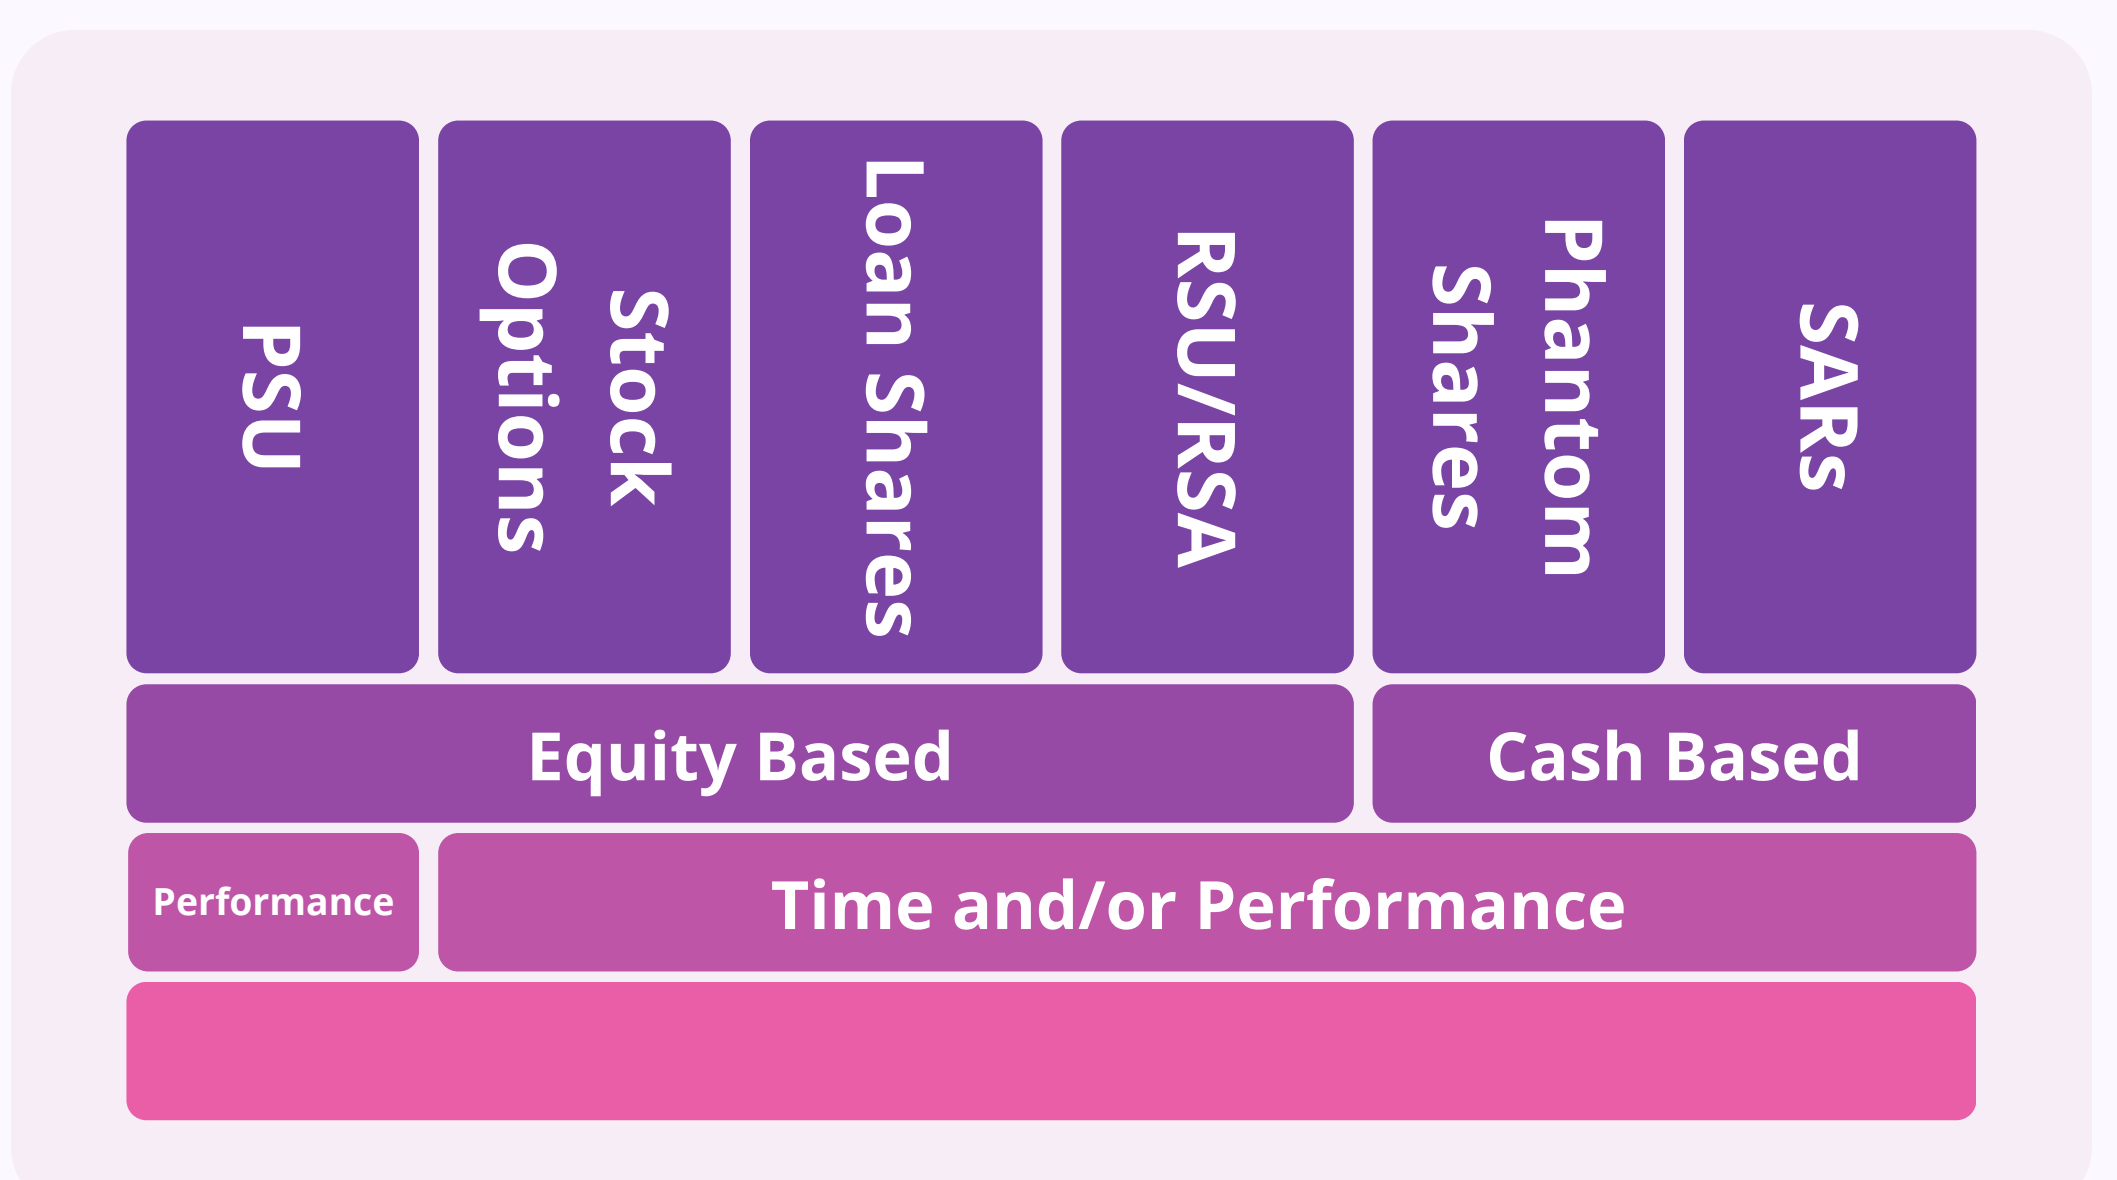 PSU
Stock
Options
Loan Shares
RSU/RSA
Phantom
Shares
SARs
Equity Based
Cash Based
Performance
Time and/or Performance